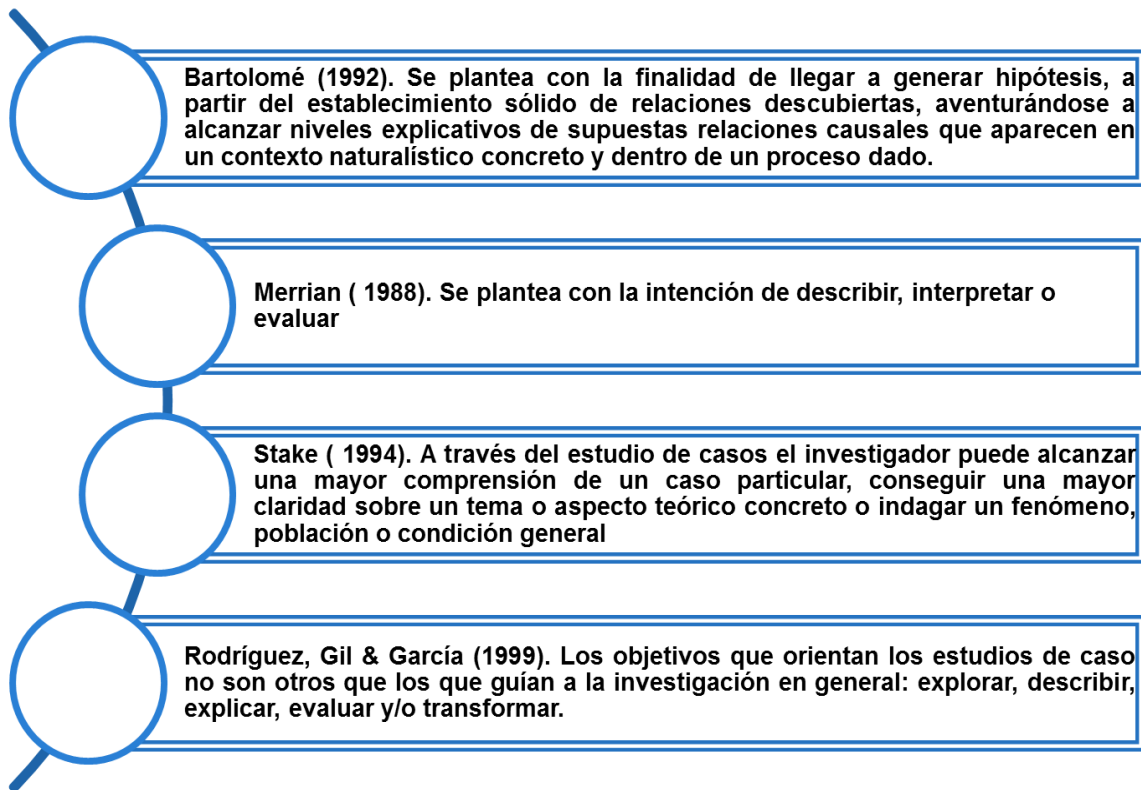 Bartolomé (1992). Se plantea con la finalidad de llegar a generar hipótesis, a
partir del establecimiento sólido de relaciones descubiertas, aventurándose a
alcanzar niveles explicativos de supuestas relaciones causales que aparecen en
un contexto naturalístico concreto y dentro de un proceso dado.
Merrian ( 1988). Se plantea con la intención de describir, interpretar o
evaluar
Stake ( 1994). A través del estudio de casos el investigador puede alcanzar
una mayor comprensión de un caso particular, conseguir una mayor
claridad sobre un tema o aspecto teórico concreto o indagar un fenómeno,
población o condición general
Rodríguez, Gil & García (1999). Los objetivos que orientan los estudios de caso
no son otros que los que guían a la investigación en general: explorar, describir,
explicar, evaluar y/o transformar.